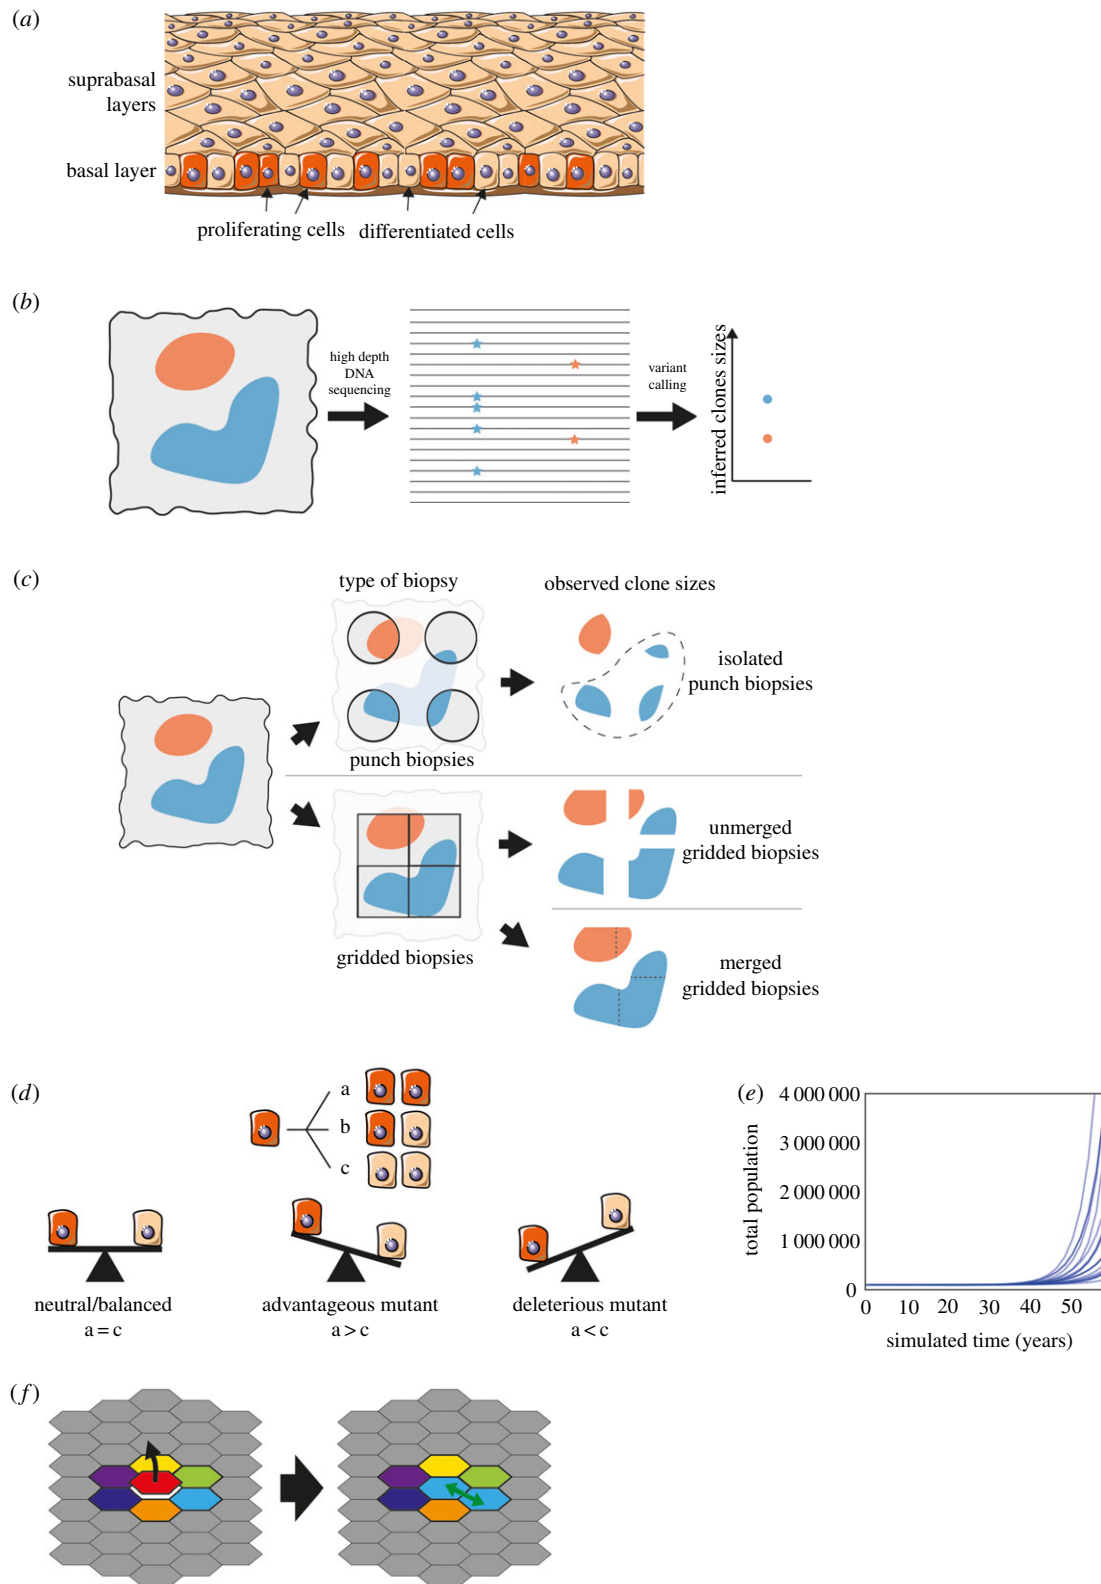 (a)
suprabasal
layers
basal layer
proliferating cells
differentiated cells
(b)
high depth
DNA
sequencing
variant
calling
inferred clones sizes
(c)
type of biopsy
observed clone sizes
isolated
punch biopsies
punch biopsies
unmerged
gridded biopsies
gridded biopsies
merged
gridded biopsies
(d)
a
b
c
neutral/balanced
a = c
advantageous mutant
a > c
deleterious mutant
a < c
(e)
total population
4 000 000
3 000 000
2 000 000
1 000 000
0
0 10 20 30 40 50
simulated time (years)
(f)